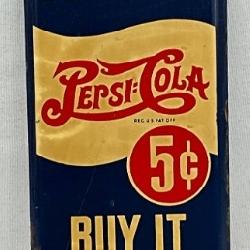 PEPSI:COLA
REG. U.S. PAT. OFF.
5¢
BUY IT